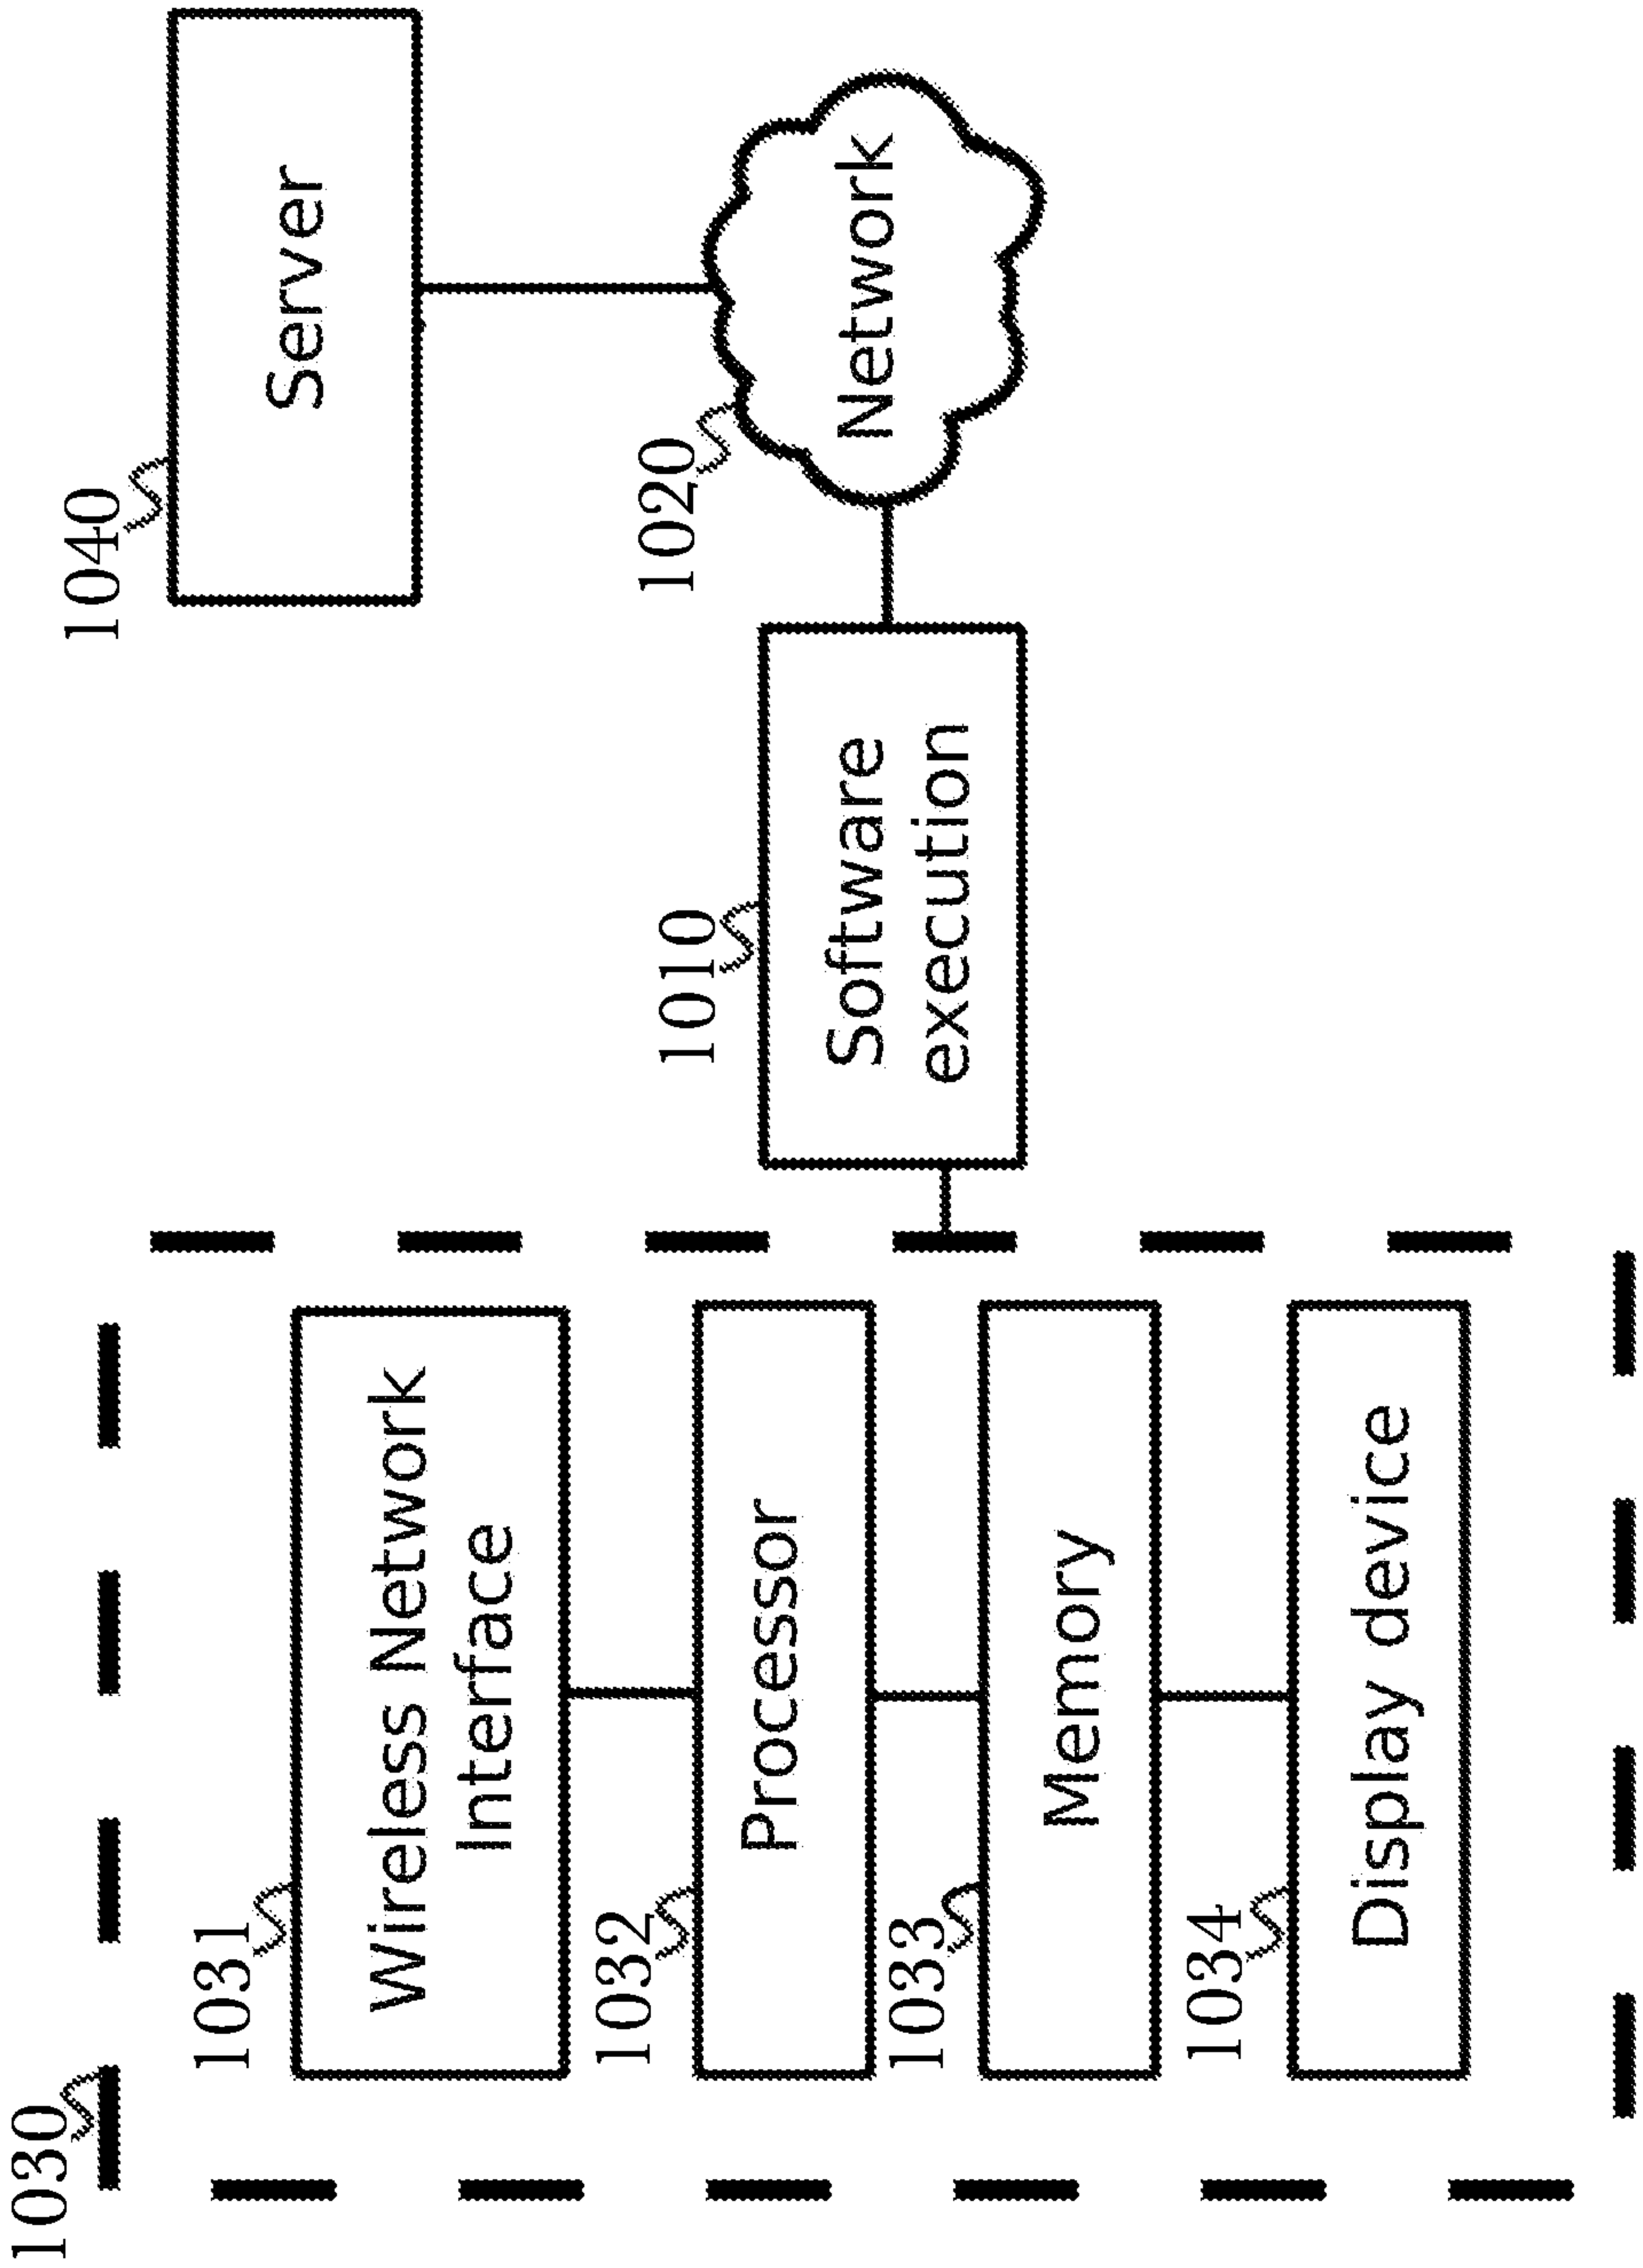 1030
1031
Wireless Network
Interface
1032
Processor
1033
Memory
1034
Display device
1010
Software
execution
1020
Network
1040
Server